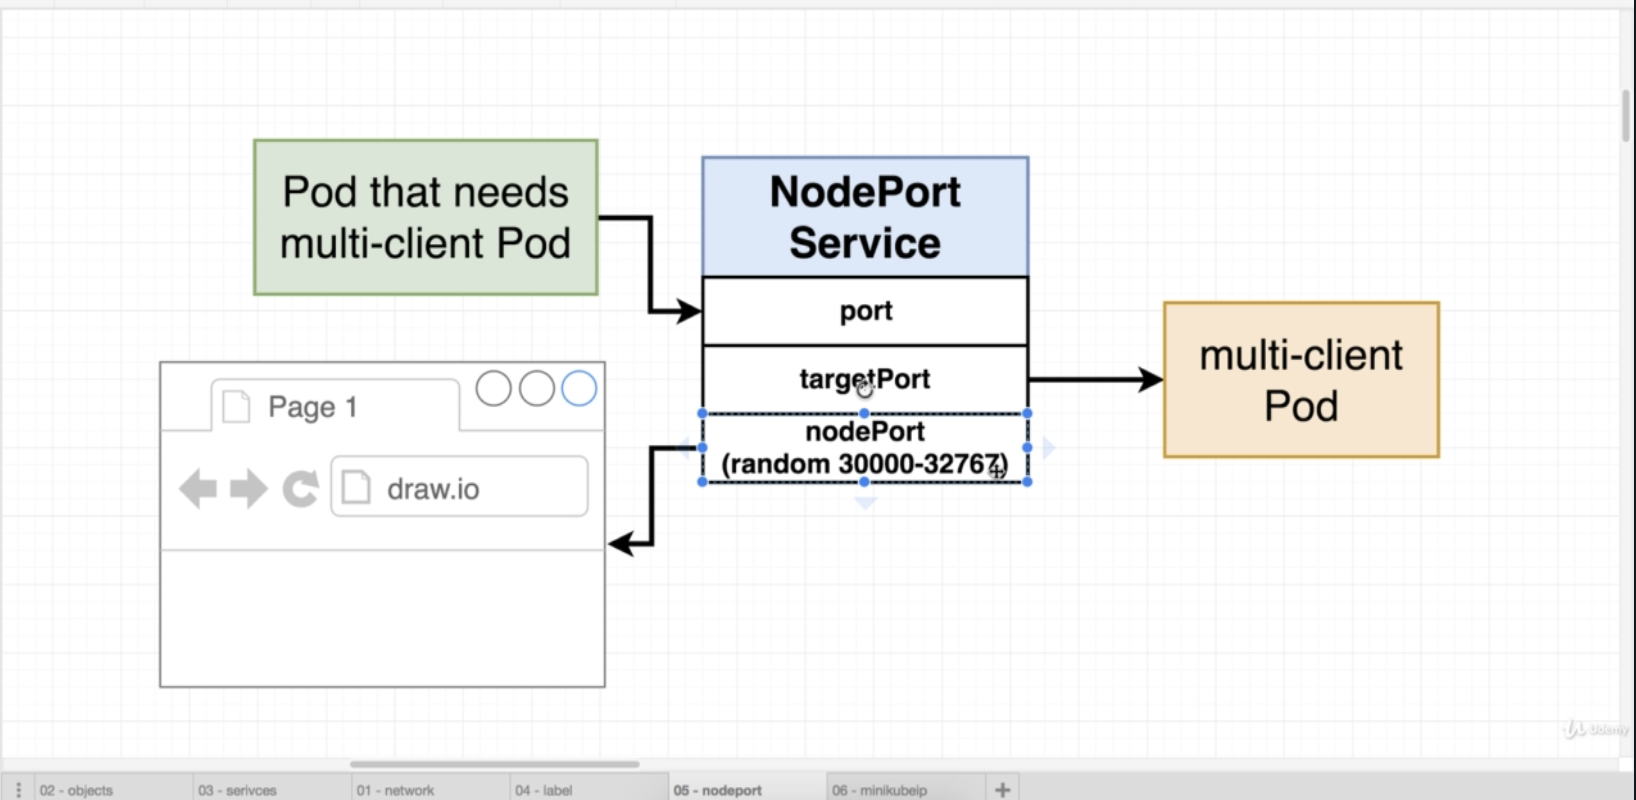 Pod that needs
multi-client Pod
NodePort
Service
port
targetPort
nodePort
(random 30000-32767)
multi-client
Pod
Page 1
draw.io
Udemy
02 - objects
03 - serivces
01 - network
04 - label
05 - nodeport
06 - minikubeip